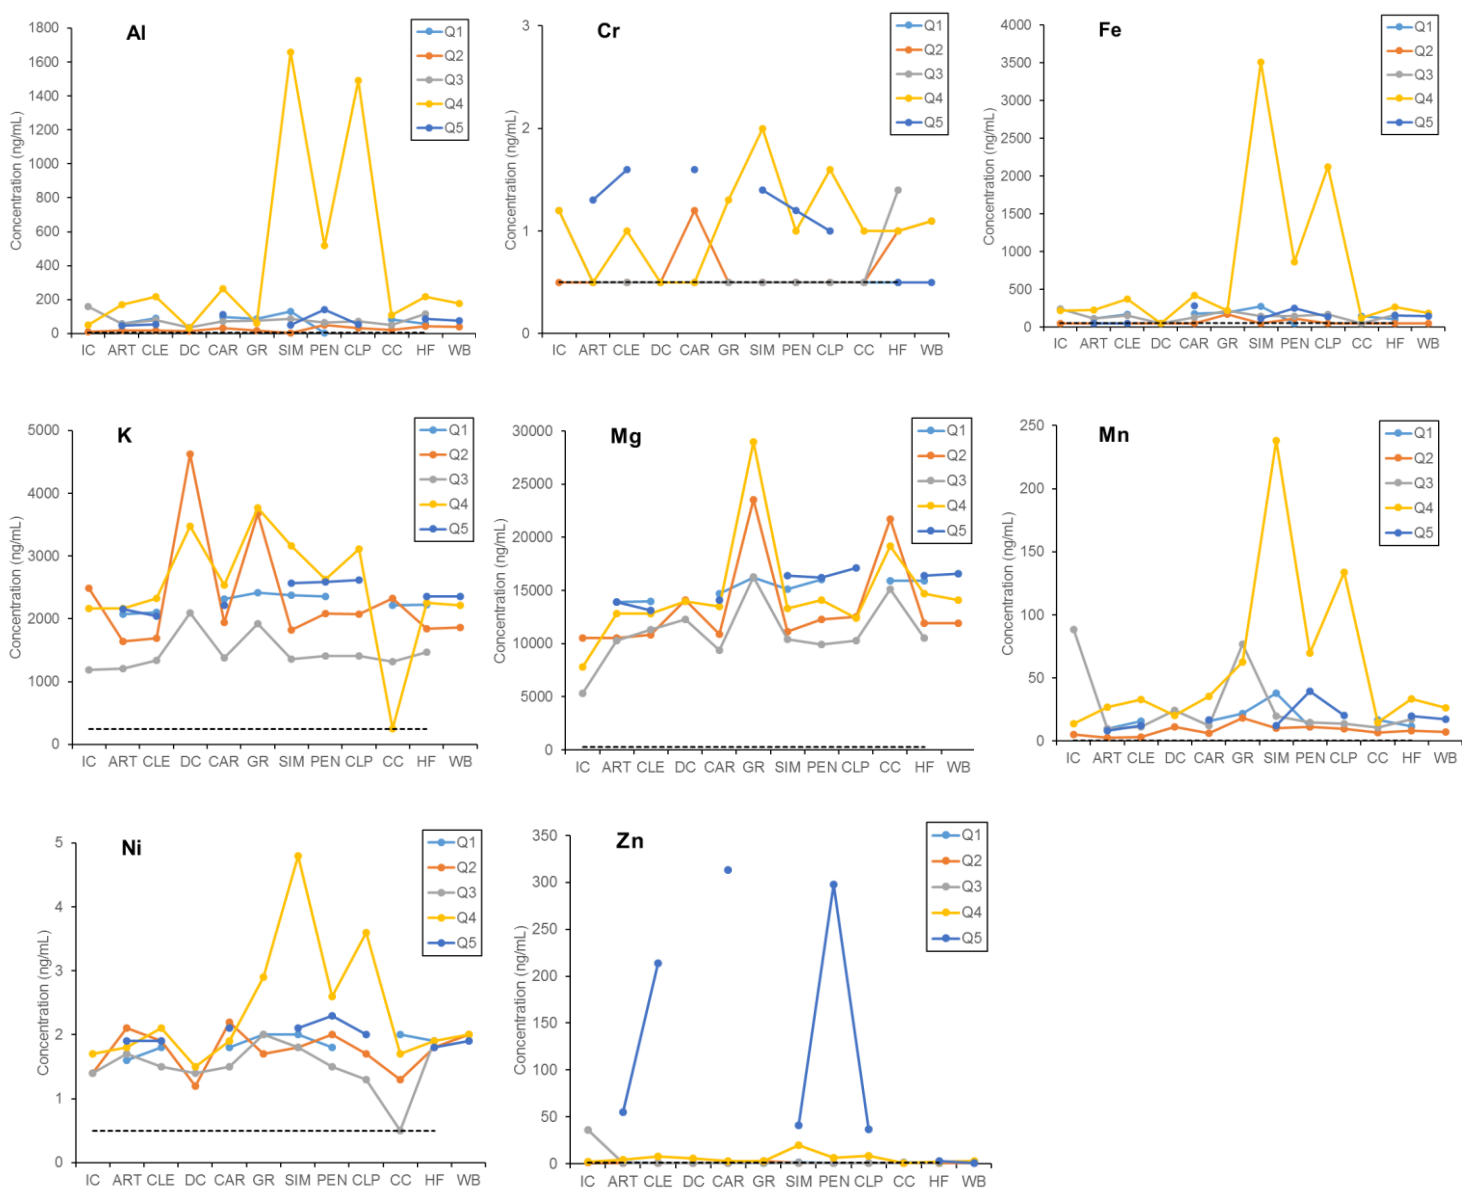 Al
Concentration (ng/mL)
1800
1600
1400
1200
1000
800
600
400
200
0
IC ART CLE DC CAR GR SIM PEN CLP CC HF WB
Q1
Q2
Q3
Q4
Q5
Cr
Concentration (ng/mL)
3
2
1
0
IC ART CLE DC CAR GR SIM PEN CLP CC HF WB
Q1
Q2
Q3
Q4
Q5
Fe
Concentration (ng/mL)
4000
3500
3000
2500
2000
1500
1000
500
0
IC ART CLE DC CAR GR SIM PEN CLP CC HF WB
Q1
Q2
Q3
Q4
Q5
K
Concentration (ng/mL)
5000
4000
3000
2000
1000
0
IC ART CLE DC CAR GR SIM PEN CLP CC HF WB
Q1
Q2
Q3
Q4
Q5
Mg
Concentration (ng/mL)
30000
25000
20000
15000
10000
5000
0
IC ART CLE DC CAR GR SIM PEN CLP CC HF WB
Q1
Q2
Q3
Q4
Q5
Mn
Concentration (ng/mL)
250
200
150
100
50
0
IC ART CLE DC CAR GR SIM PEN CLP CC HF WB
Q1
Q2
Q3
Q4
Q5
Ni
Concentration (ng/mL)
5
4
3
2
1
0
IC ART CLE DC CAR GR SIM PEN CLP CC HF WB
Q1
Q2
Q3
Q4
Q5
Zn
Concentration (ng/mL)
350
300
250
200
150
100
50
0
IC ART CLE DC CAR GR SIM PEN CLP CC HF WB
Q1
Q2
Q3
Q4
Q5